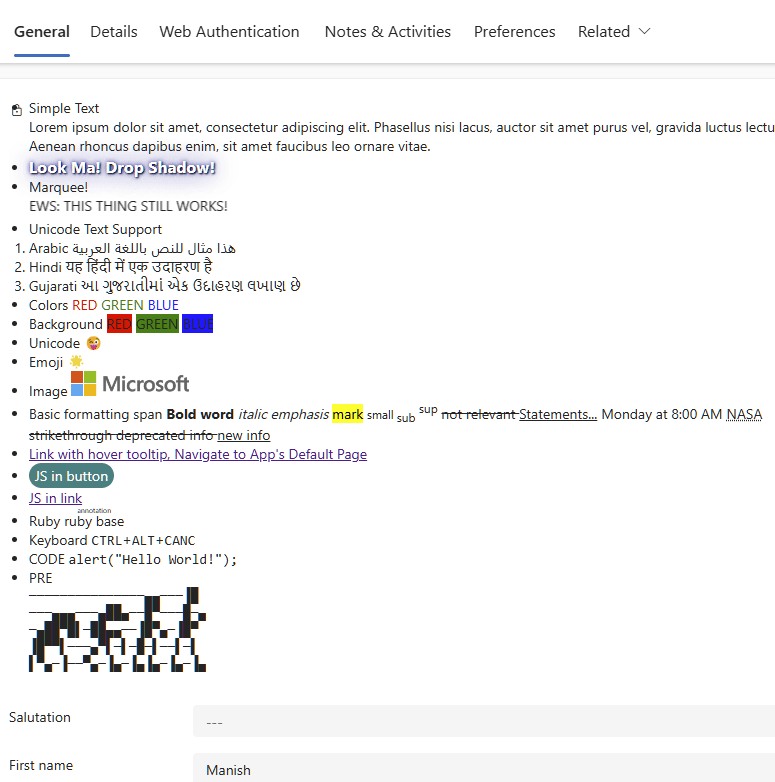 General Details Web Authentication Notes & Activities Preferences Related
Simple Text
Lorem ipsum dolor sit amet, consectetur adipiscing elit. Phasellus nisi lacus, auctor sit amet purus vel, gravida luctus lectu
Aenean rhoncus dapibus enim, sit amet faucibus leo ornare vitae.
Look Ma! Drop Shadow!
Marquee!
EWS: THIS THING STILL WORKS!
Unicode Text Support
1. Arabic هذا مثال للنص باللغة العربية
2. Hindi यह हिंदी में एक उदाहरण है
3. Gujarati આ ગુજરાતીમાં એક ઉદાહરણ લખાણ છે
Colors RED GREEN BLUE
Background RED GREEN BLUE
Unicode 😜
Emoji 🌟
Image Microsoft
Basic formatting span Bold word italic emphasis mark small sub sup not relevant Statements... Monday at 8:00 AM NASA
strikethrough deprecated info new info
Link with hover tooltip, Navigate to App's Default Page
JS in button
JS in link
annotation
Ruby ruby base
Keyboard CTRL+ALT+CANC
CODE alert("Hello World!");
PRE
Salutation ---
First name Manish